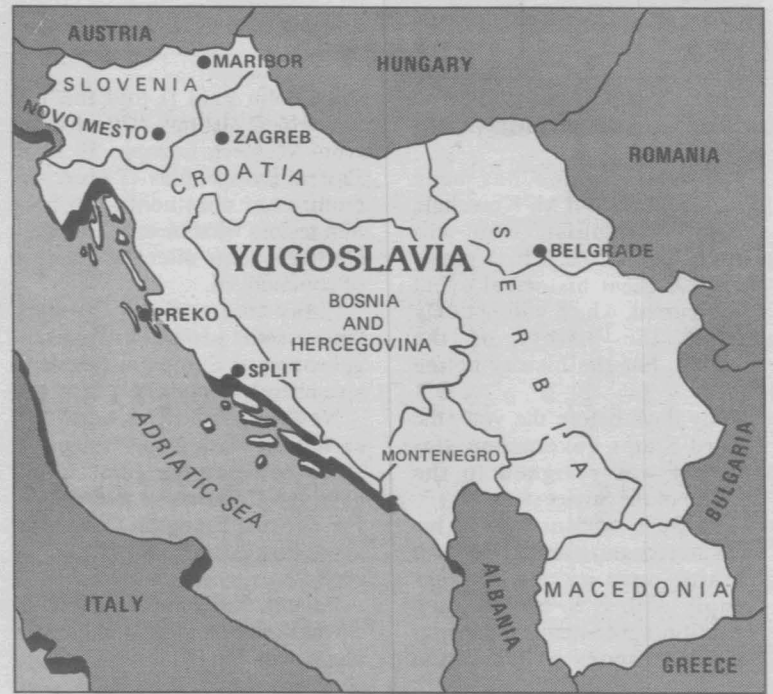 AUSTRIA
MARIBOR
HUNGARY
SLOVENIA
NOVO MESTO
ZAGREB
ROMANIA
CROATIA
SERBIA
YUGOSLAVIA
BELGRADE
BOSNIA
AND
HERCEGOVINA
PREKO
SPLIT
ADRIATIC SEA
MONTENEGRO
BULGARIA
ITALY
ALBANIA
MACEDONIA
GREECE